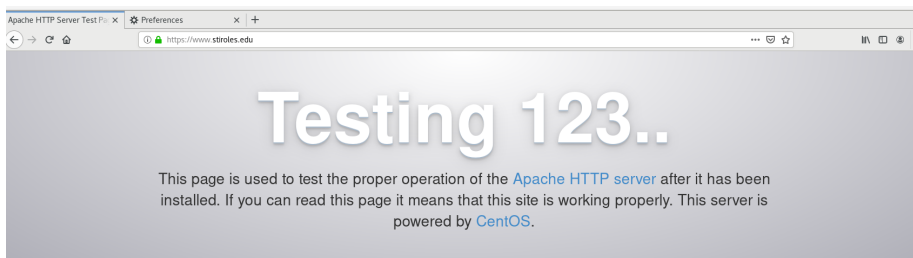 Apache HTTP Server Test Pa
Preferences
https://www.stiroles.edu
Testing 123..
This page is used to test the proper operation of the Apache HTTP server after it has been
installed. If you can read this page it means that this site is working properly. This server is
powered by CentOS.